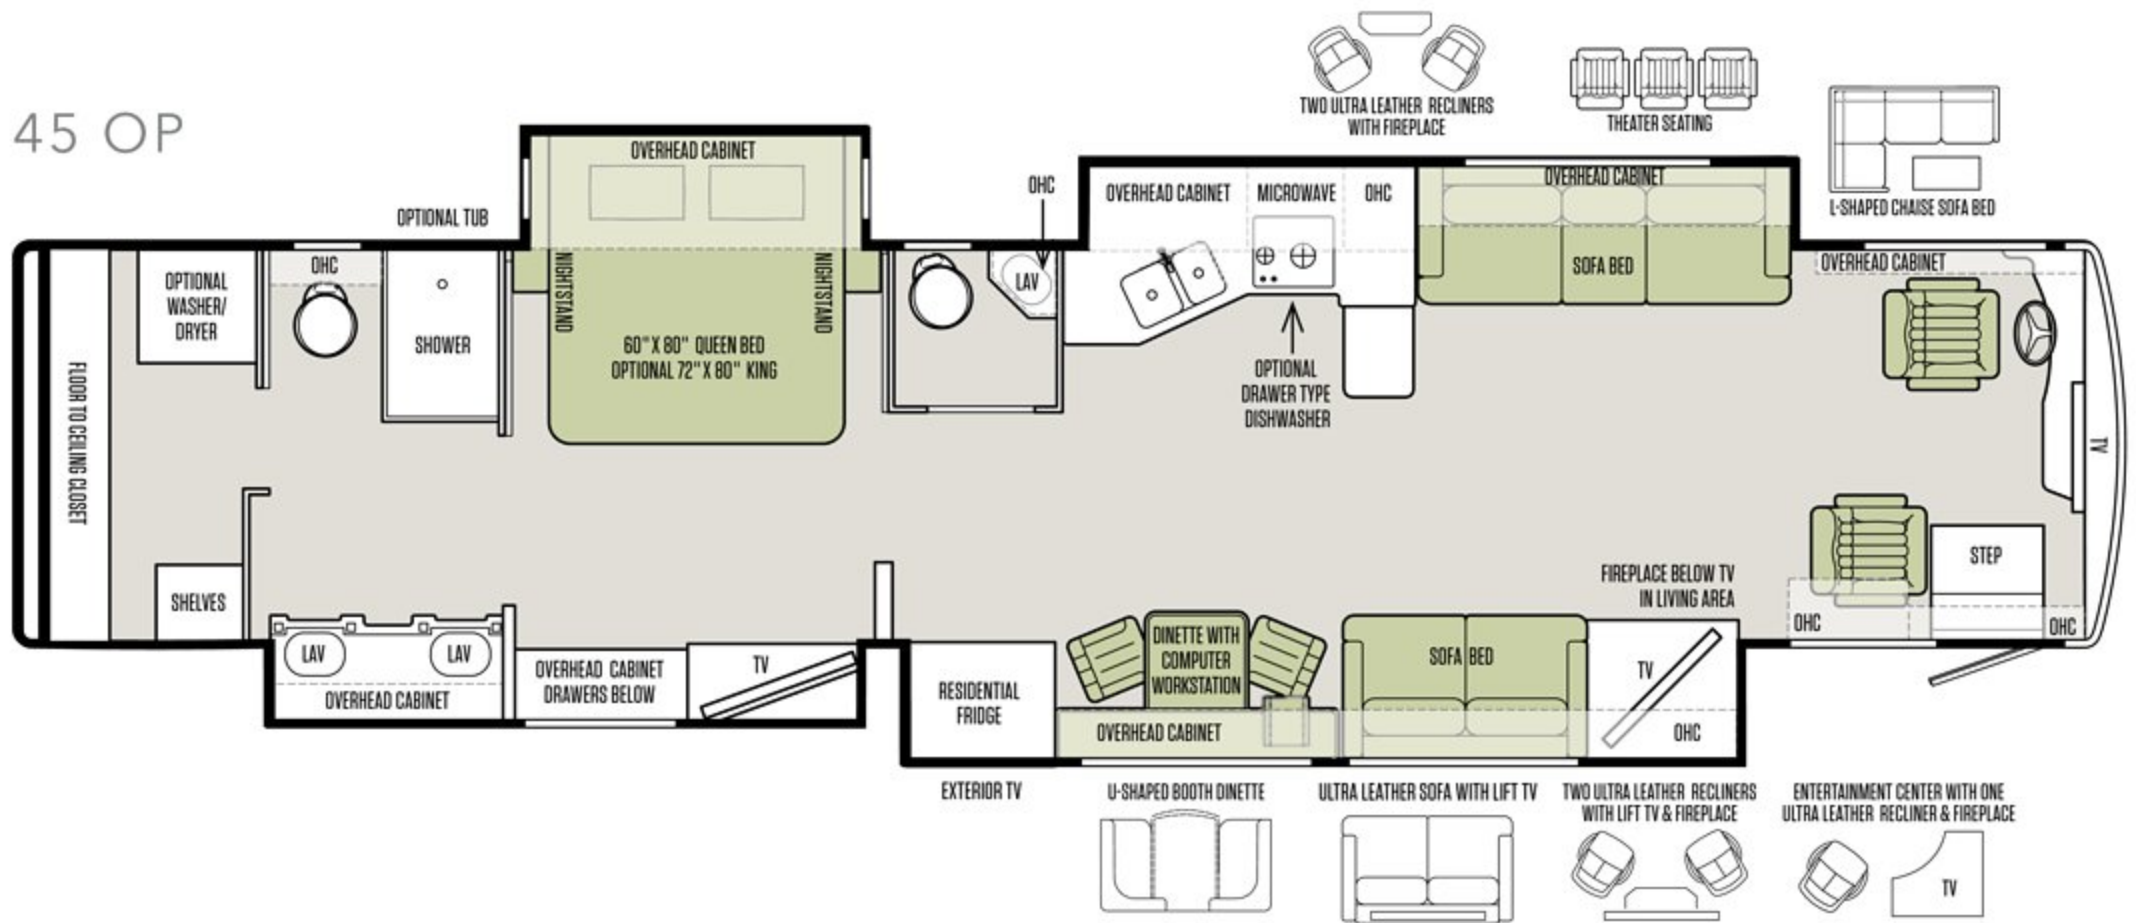 TWO ULTRA LEATHER RECLINERS
WITH FIREPLACE
THEATER SEATING
L-SHAPED CHAISE SOFA BED
45 OP
OPTIONAL TUB
OVERHEAD CABINET
OHC
OVERHEAD CABINET
MICROWAVE
OHC
OVERHEAD CABINET
FLOOR TO CEILING CLOSET
OPTIONAL
WASHER/
DRYER
OHC
SHOWER
NIGHTSTAND
NIGHTSTAND
60" X 80" QUEEN BED
OPTIONAL 72" X 80" KING
LAV
OPTIONAL
DRAWER TYPE
DISHWASHER
SOFA BED
OVERHEAD CABINET
TV
STEP
FIREPLACE BELOW TV
IN LIVING AREA
OHC
OHC
SHELVES
LAV
LAV
OVERHEAD CABINET
OVERHEAD CABINET
DRAWERS BELOW
TV
RESIDENTIAL
FRIDGE
DINETTE WITH
COMPUTER
WORKSTATION
OVERHEAD CABINET
SOFA BED
TV
OHC
EXTERIOR TV
U-SHAPED BOOTH DINETTE
ULTRA LEATHER SOFA WITH LIFT TV
TWO ULTRA LEATHER RECLINERS
WITH LIFT TV & FIREPLACE
ENTERTAINMENT CENTER WITH ONE
ULTRA LEATHER RECLINER & FIREPLACE
TV